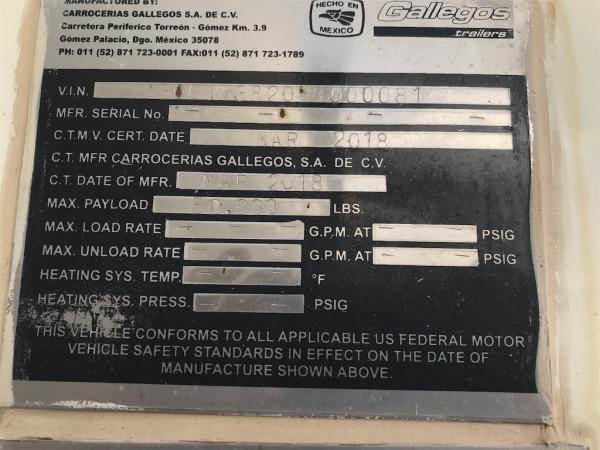 MANUFACTURED BY:
CARROCERIAS GALLEGOS S.A. DE C.V.
Carretera Periferico Torreón - Gómez Km. 3.9
Gómez Palacio, Dgo. México 35078
PH: 011 (52) 871 723-0001 FAX:011 (52) 871 723-1789
HECHO EN
MEXICO
Gallegos
trailers
V.I.N.
MFR. SERIAL No. - - - -
C.T.M.V. CERT. DATE MAR 2018
C.T. MFR CARROCERIAS GALLEGOS, S.A. DE C.V.
C.T. DATE OF MFR. MAR 2018
MAX. PAYLOAD LBS.
MAX. LOAD RATE - - - G.P.M. AT - - PSIG
MAX. UNLOAD RATE - - - G.P.M. AT - - PSIG
HEATING SYS. TEMP. - - - °F
HEATING SYS. PRESS. - - - PSIG
THIS VEHICLE CONFORMS TO ALL APPLICABLE US FEDERAL MOTOR
VEHICLE SAFETY STANDARDS IN EFFECT ON THE DATE OF
MANUFACTURE SHOWN ABOVE.